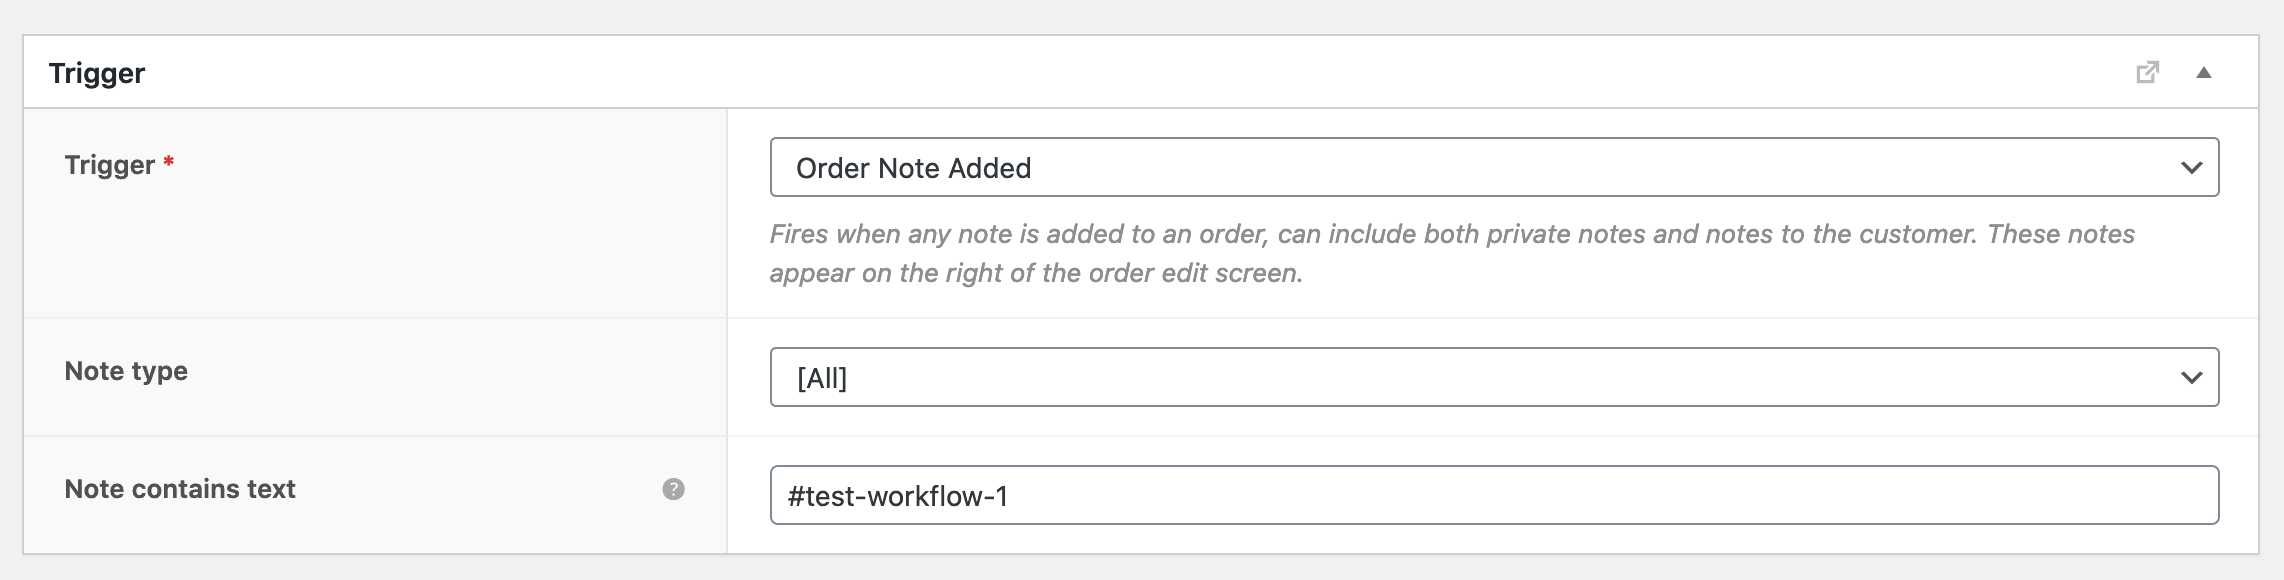 Trigger
Trigger *
Order Note Added
Fires when any note is added to an order, can include both private notes and notes to the customer. These notes
appear on the right of the order edit screen.
Note type
[All]
Note contains text
?
#test-workflow-1